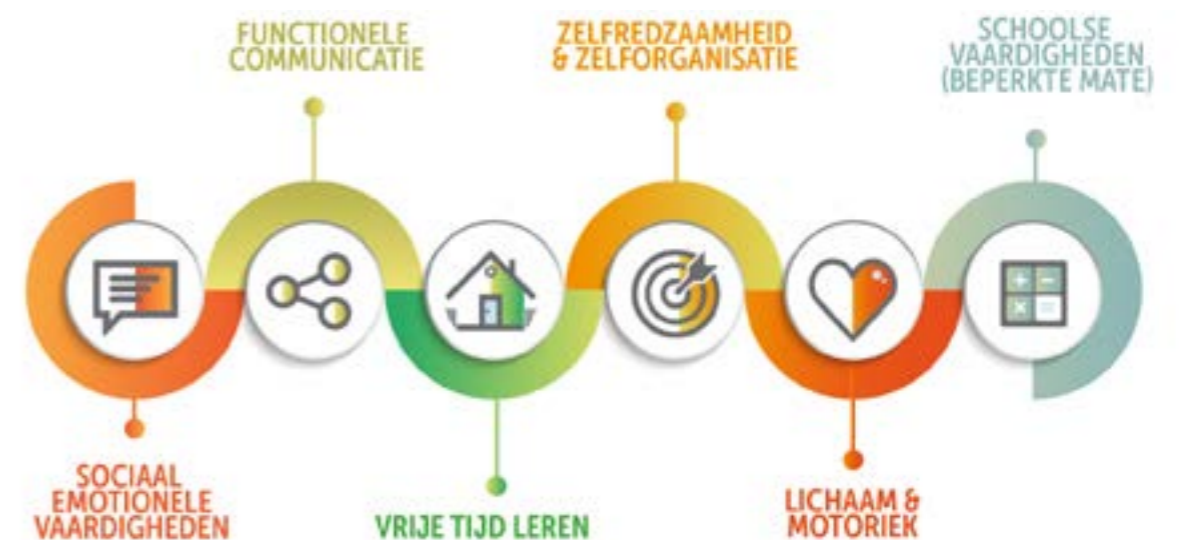 FUNCTIONELE
COMMUNICATIE
ZELFREDZAAMHEID
& ZELFORGANISATIE
SCHOOLSE
VAARDIGHEDEN
(BEPERKTE MATE)
SOCIAAL
EMOTIONELE
VAARDIGHEDEN
VRIJE TIJD LEREN
LICHAAM &
MOTORIEK